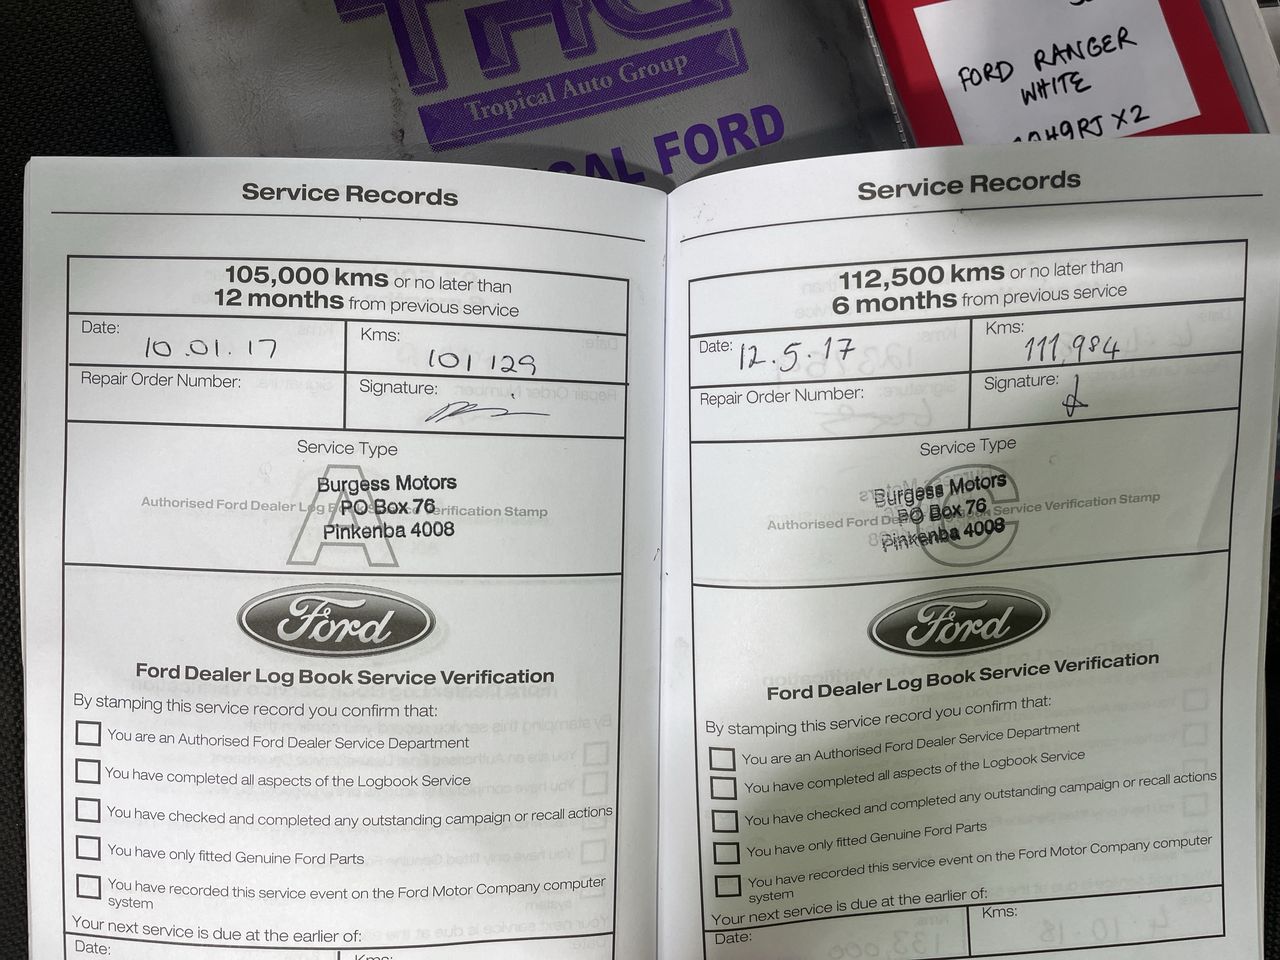 Tropical Auto Group
FORD
FORD RANGER
WHITE
X2
Service Records
105,000 kms or no later than
12 months from previous service
Date:
10.01.17
Kms:
101 129
Repair Order Number:
Signature:
Service Type
A
Authorised Ford Dealer Log Verification Stamp
Burgess Motors
PO Box 76
Pinkenba 4008
Ford
Ford Dealer Log Book Service Verification
By stamping this service record you confirm that:
You are an Authorised Ford Dealer Service Department
You have completed all aspects of the Logbook Service
You have checked and completed any outstanding campaign or recall actions
You have only fitted Genuine Ford Parts
You have recorded this service event on the Ford Motor Company computer
system
Your next service is due at the earlier of:
Date:
Kms:
Service Records
112,500 kms or no later than
6 months from previous service
Date: 12.5.17
Kms:
111,984
Repair Order Number:
Signature:
Service Type
C
Authorised Ford Book Service Verification Stamp
Burgess Motors
PO Box 76
Pinkenba 4008
Ford
Ford Dealer Log Book Service Verification
By stamping this service record you confirm that:
You are an Authorised Ford Dealer Service Department
You have completed all aspects of the Logbook Service
You have checked and completed any outstanding campaign or recall actions
You have only fitted Genuine Ford Parts
You have recorded this service event on the Ford Motor Company computer
system
Your next service is due at the earlier of:
Date:
Kms: